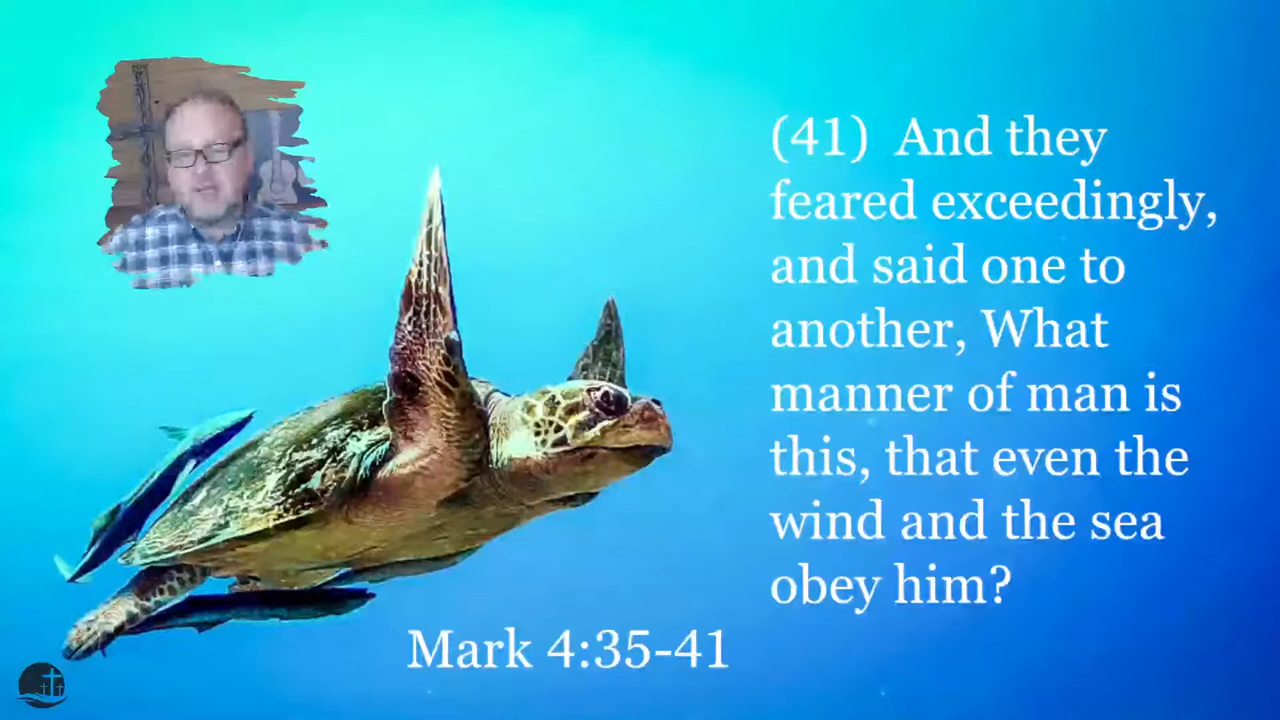 (41) And they
feared exceedingly,
and said one to
another, What
manner of man is
this, that even the
wind and the sea
obey him?
Mark 4:35-41